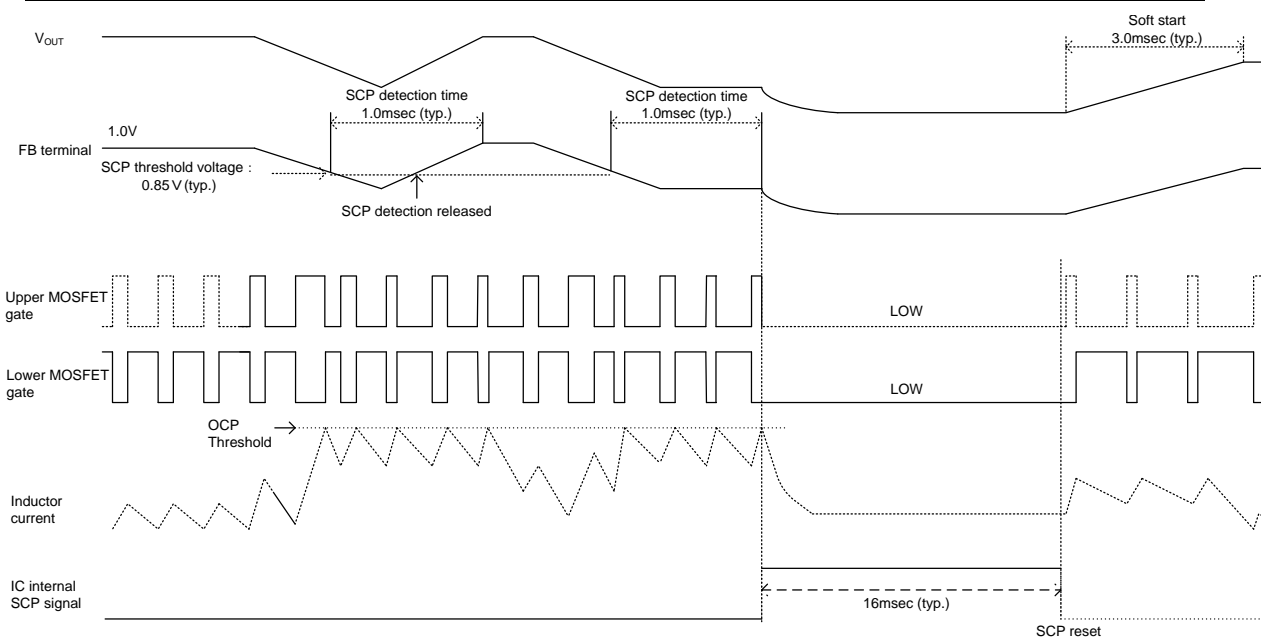 Soft start
3.0msec (typ.)
VOUT
SCP detection time
1.0msec (typ.)
SCP detection time
1.0msec (typ.)
1.0V
FB terminal
SCP threshold voltage :
0.85 V (typ.)
SCP detection released
Upper MOSFET
gate
LOW
Lower MOSFET
gate
LOW
OCP
Threshold
Inductor
current
IC internal
SCP signal
16msec (typ.)
SCP reset